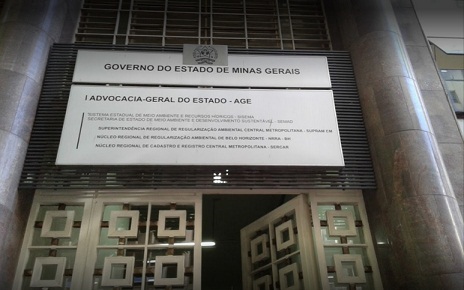 GOVERNO DO ESTADO DE MINAS GERAIS
ADVOCACIA-GERAL DO ESTADO - AGE
SISTEMA ESTADUAL DE MEIO AMBIENTE E RECURSOS HÍDRICOS - SISEMA
SECRETARIA DE ESTADO DE MEIO AMBIENTE E DESENVOLVIMENTO SUSTENTÁVEL - SEMAD
SUPERINTENDÊNCIA REGIONAL DE REGULARIZAÇÃO AMBIENTAL CENTRAL METROPOLITANA - SUPRAM CM
NÚCLEO REGIONAL DE REGULARIZAÇÃO AMBIENTAL DE BELO HORIZONTE - NRRA - BH
NÚCLEO REGIONAL DE CADASTRO E REGISTRO CENTRAL METROPOLITANA - SERCAR